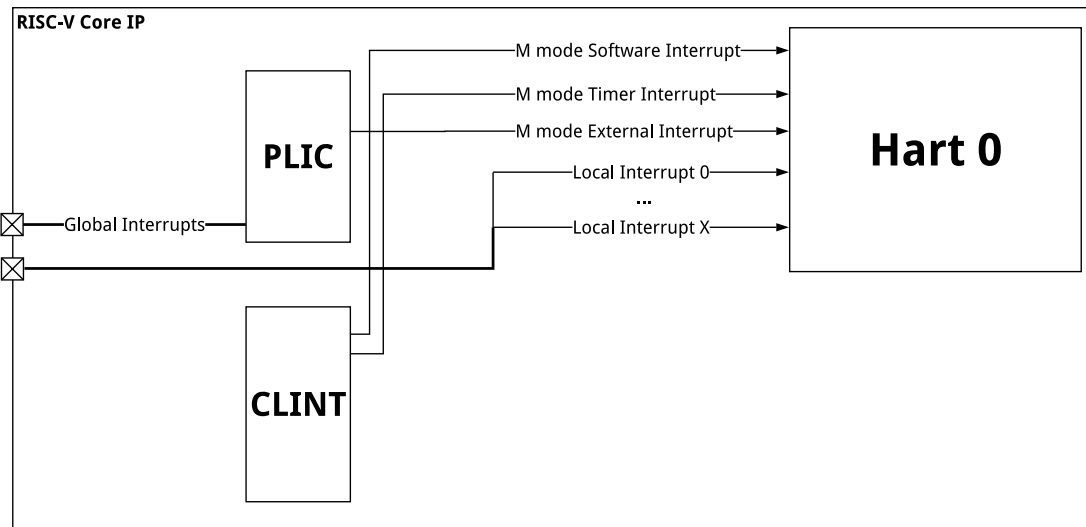 RISC-V Core IP
M mode Software Interrupt
M mode Timer Interrupt
M mode External Interrupt
PLIC
Hart 0
Local Interrupt 0
...
Global Interrupts
Local Interrupt X
CLINT